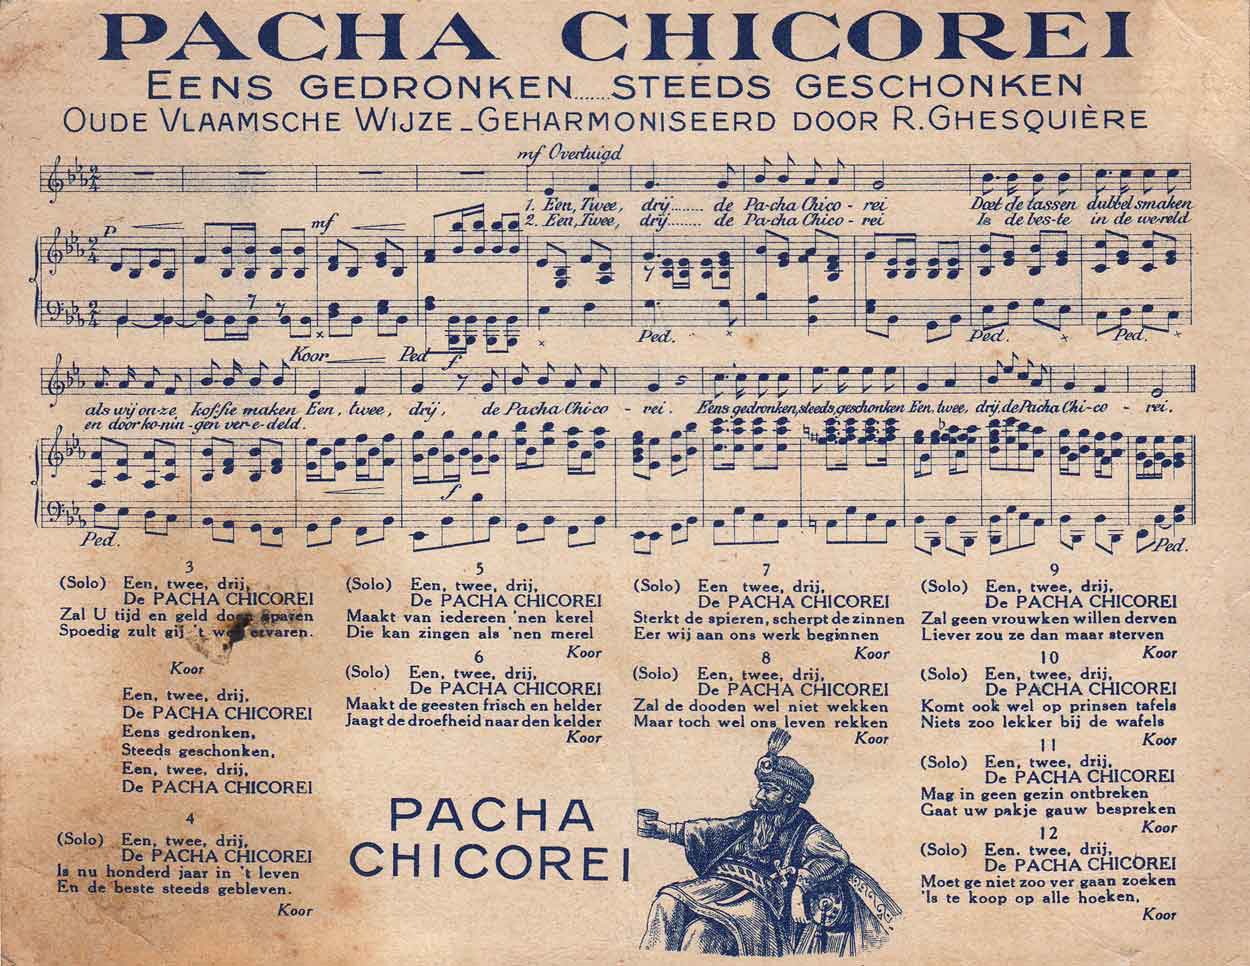 PACHA CHICOREI
EENS GEDRONKEN......STEEDS GESCHONKEN
OUDE VLAAMSCHE WIJZE _ GEHARMONISEERD DOOR R. GHESQUIÈRE
mf Overtuigd
1. Een, Twee, drij........ de Pa-cha Chico - rei Doet de tassen dubbel smaken
2. Een, Twee, drij........ de Pa-cha Chico - rei Is de bes-te in de we-reld
p mf
Ped. Ped. Ped.
Koor Ped f
als wij on-ze kof-fie maken Een, twee, drij, de Pacha Chi-co - rei. Eens gedronken, steeds geschonken Een, twee, drij, de Pacha Chi-co - rei.
en door ko-nin-gen ver-e-deld.
f
Ped. Ped.
3
(Solo) Een, twee, drij,
De PACHA CHICOREI
Zal U tijd en geld doen sparen
Spoedig zult gij 't wel ervaren.
Koor
Een, twee, drij,
De PACHA CHICOREI
Eens gedronken,
Steeds geschonken,
Een, twee, drij,
De PACHA CHICOREI
4
(Solo) Een, twee, drij,
De PACHA CHICOREI
Is nu honderd jaar in 't leven
En de beste steeds gebleven.
Koor
5
(Solo) Een, twee, drij,
De PACHA CHICOREI
Maakt van iedereen 'nen kerel
Die kan zingen als 'nen merel
Koor
6
(Solo) Een, twee, drij,
De PACHA CHICOREI
Maakt de geesten frisch en helder
Jaagt de droefheid naar den kelder
Koor
PACHA
CHICOREI
7
(Solo) Een, twee, drij,
De PACHA CHICOREI
Sterkt de spieren, scherpt de zinnen
Eer wij aan ons werk beginnen
Koor
8
(Solo) Een, twee, drij,
De PACHA CHICOREI
Zal de dooden wel niet wekken
Maar toch wel ons leven rekken
Koor
9
(Solo) Een, twee, drij,
De PACHA CHICOREI
Zal geen vrouwken willen derven
Liever zou ze dan maar sterven
Koor
10
(Solo) Een, twee, drij,
De PACHA CHICOREI
Komt ook wel op prinsen tafels
Niets zoo lekker bij de wafels
Koor
11
(Solo) Een, twee, drij,
De PACHA CHICOREI
Mag in geen gezin ontbreken
Gaat uw pakje gauw bespreken
Koor
12
(Solo) Een. twee, drij,
De PACHA CHICOREI
Moet ge niet zoo ver gaan zoeken
'Is te koop op alle hoeken,
Koor